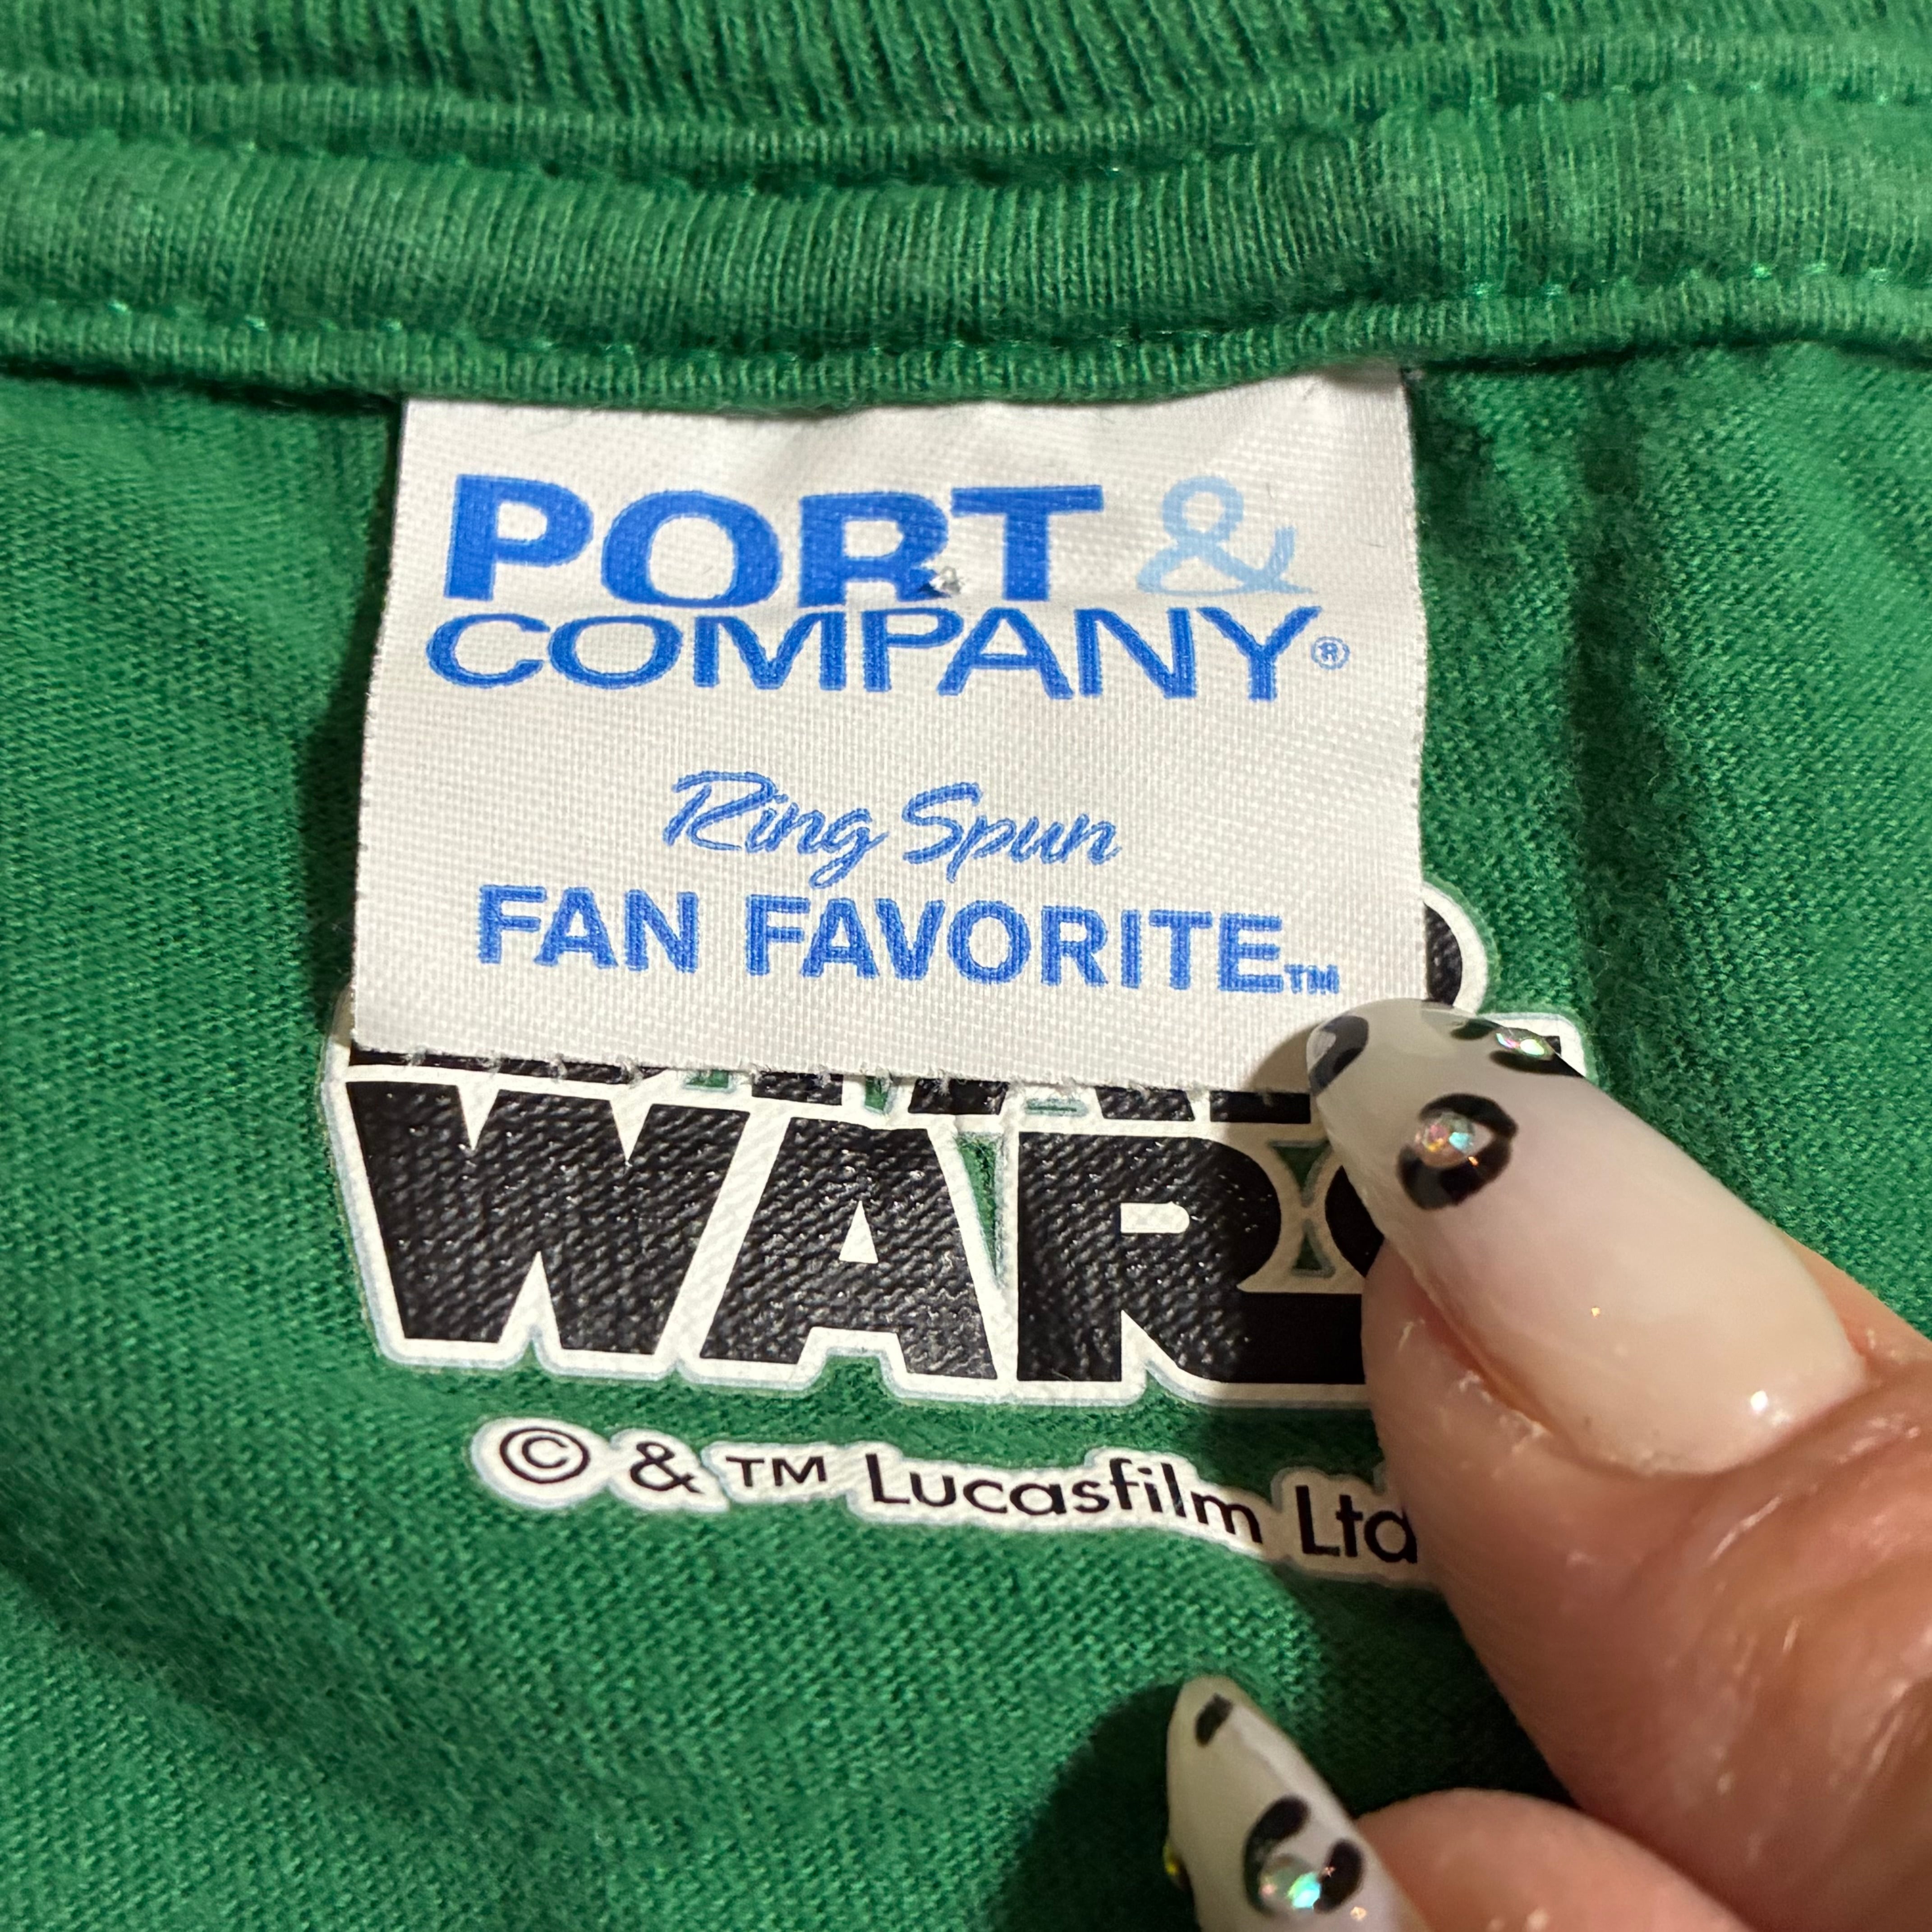 PORT &
COMPANY®
Ring Spun
FAN FAVORITE™
WAR
© & ™ Lucasfilm Ltd